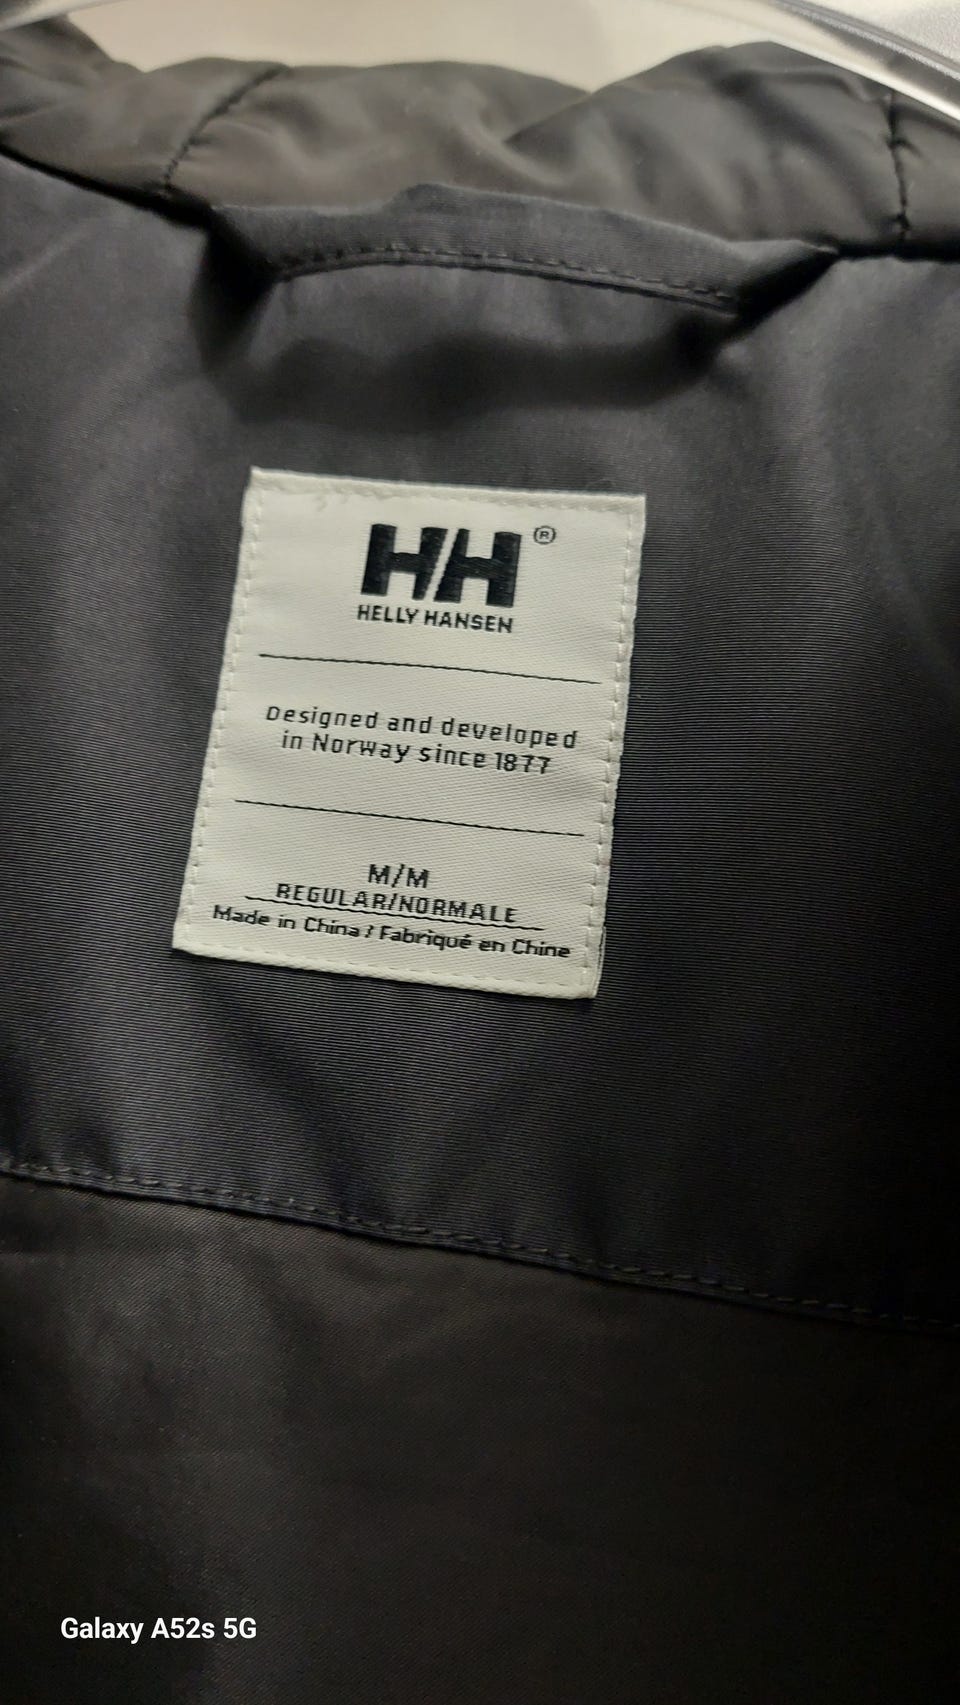 HH®
HELLY HANSEN
Designed and developed
in Norway since 1877
M/M
REGULAR/NORMALE
Made in China / Fabriqué en Chine
Galaxy A52s 5G